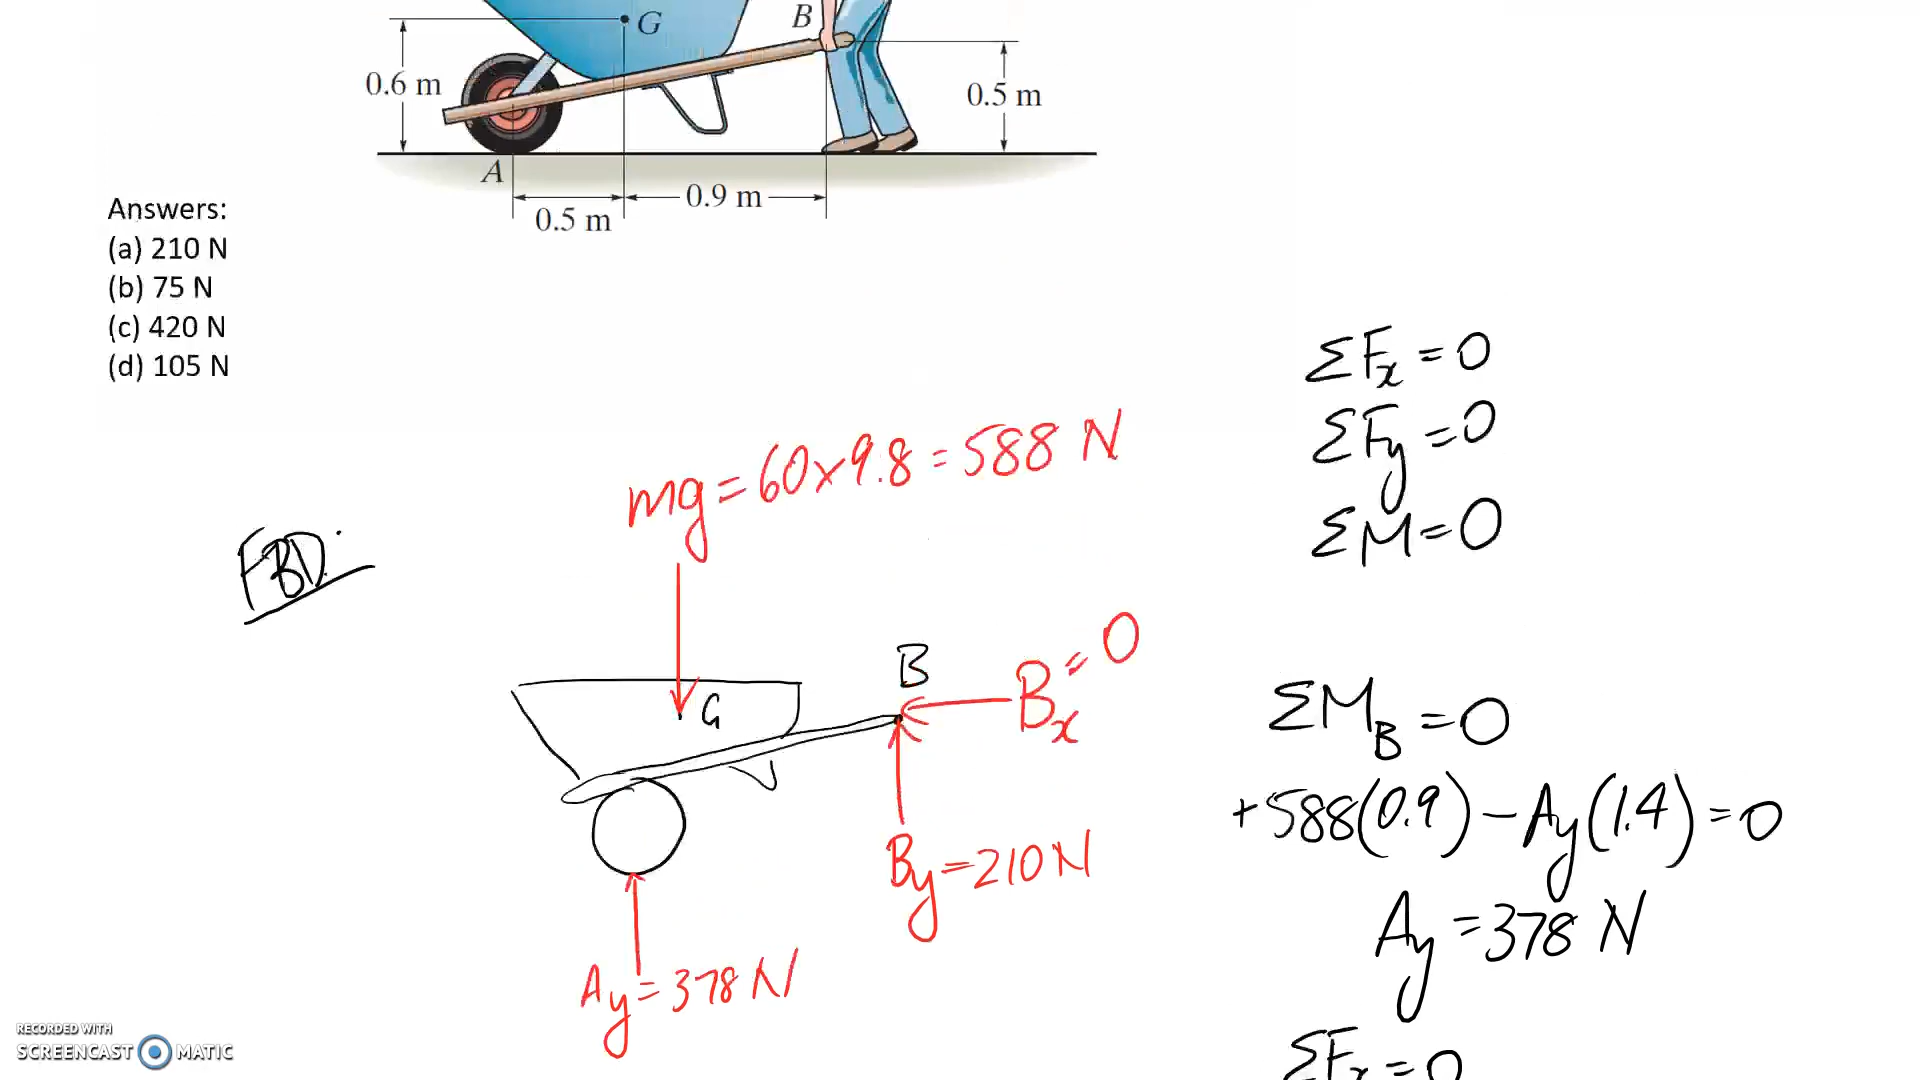 G
B
0.6 m
0.5 m
A
0.9 m
0.5 m
Answers:
(a) 210 N
(b) 75 N
(c) 420 N
(d) 105 N
ΣFx = 0
ΣFy = 0
ΣM = 0
mg = 60x9.8 = 588 N
FBD:
B
Bx = 0
G
ΣMB = 0
+588(0.9) - Ay(1.4) = 0
By = 210 N
Ay = 378 N
Ay = 378 N
ΣFx = 0
RECORDED WITH
SCREENCAST MATIC